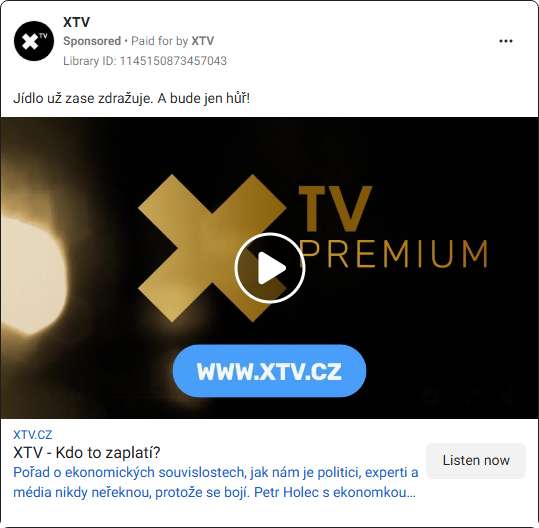 XTV
Sponsored • Paid for by XTV
Library ID: 1145150873457043
Jídlo už zase zdražuje. A bude jen hůř!
TV
PREMIUM
WWW.XTV.CZ
XTV.CZ
XTV - Kdo to zaplatí?
Pořad o ekonomických souvislostech, jak nám je politici, experti a
média nikdy neřeknou, protože se bojí. Petr Holec s ekonomkou...
Listen now